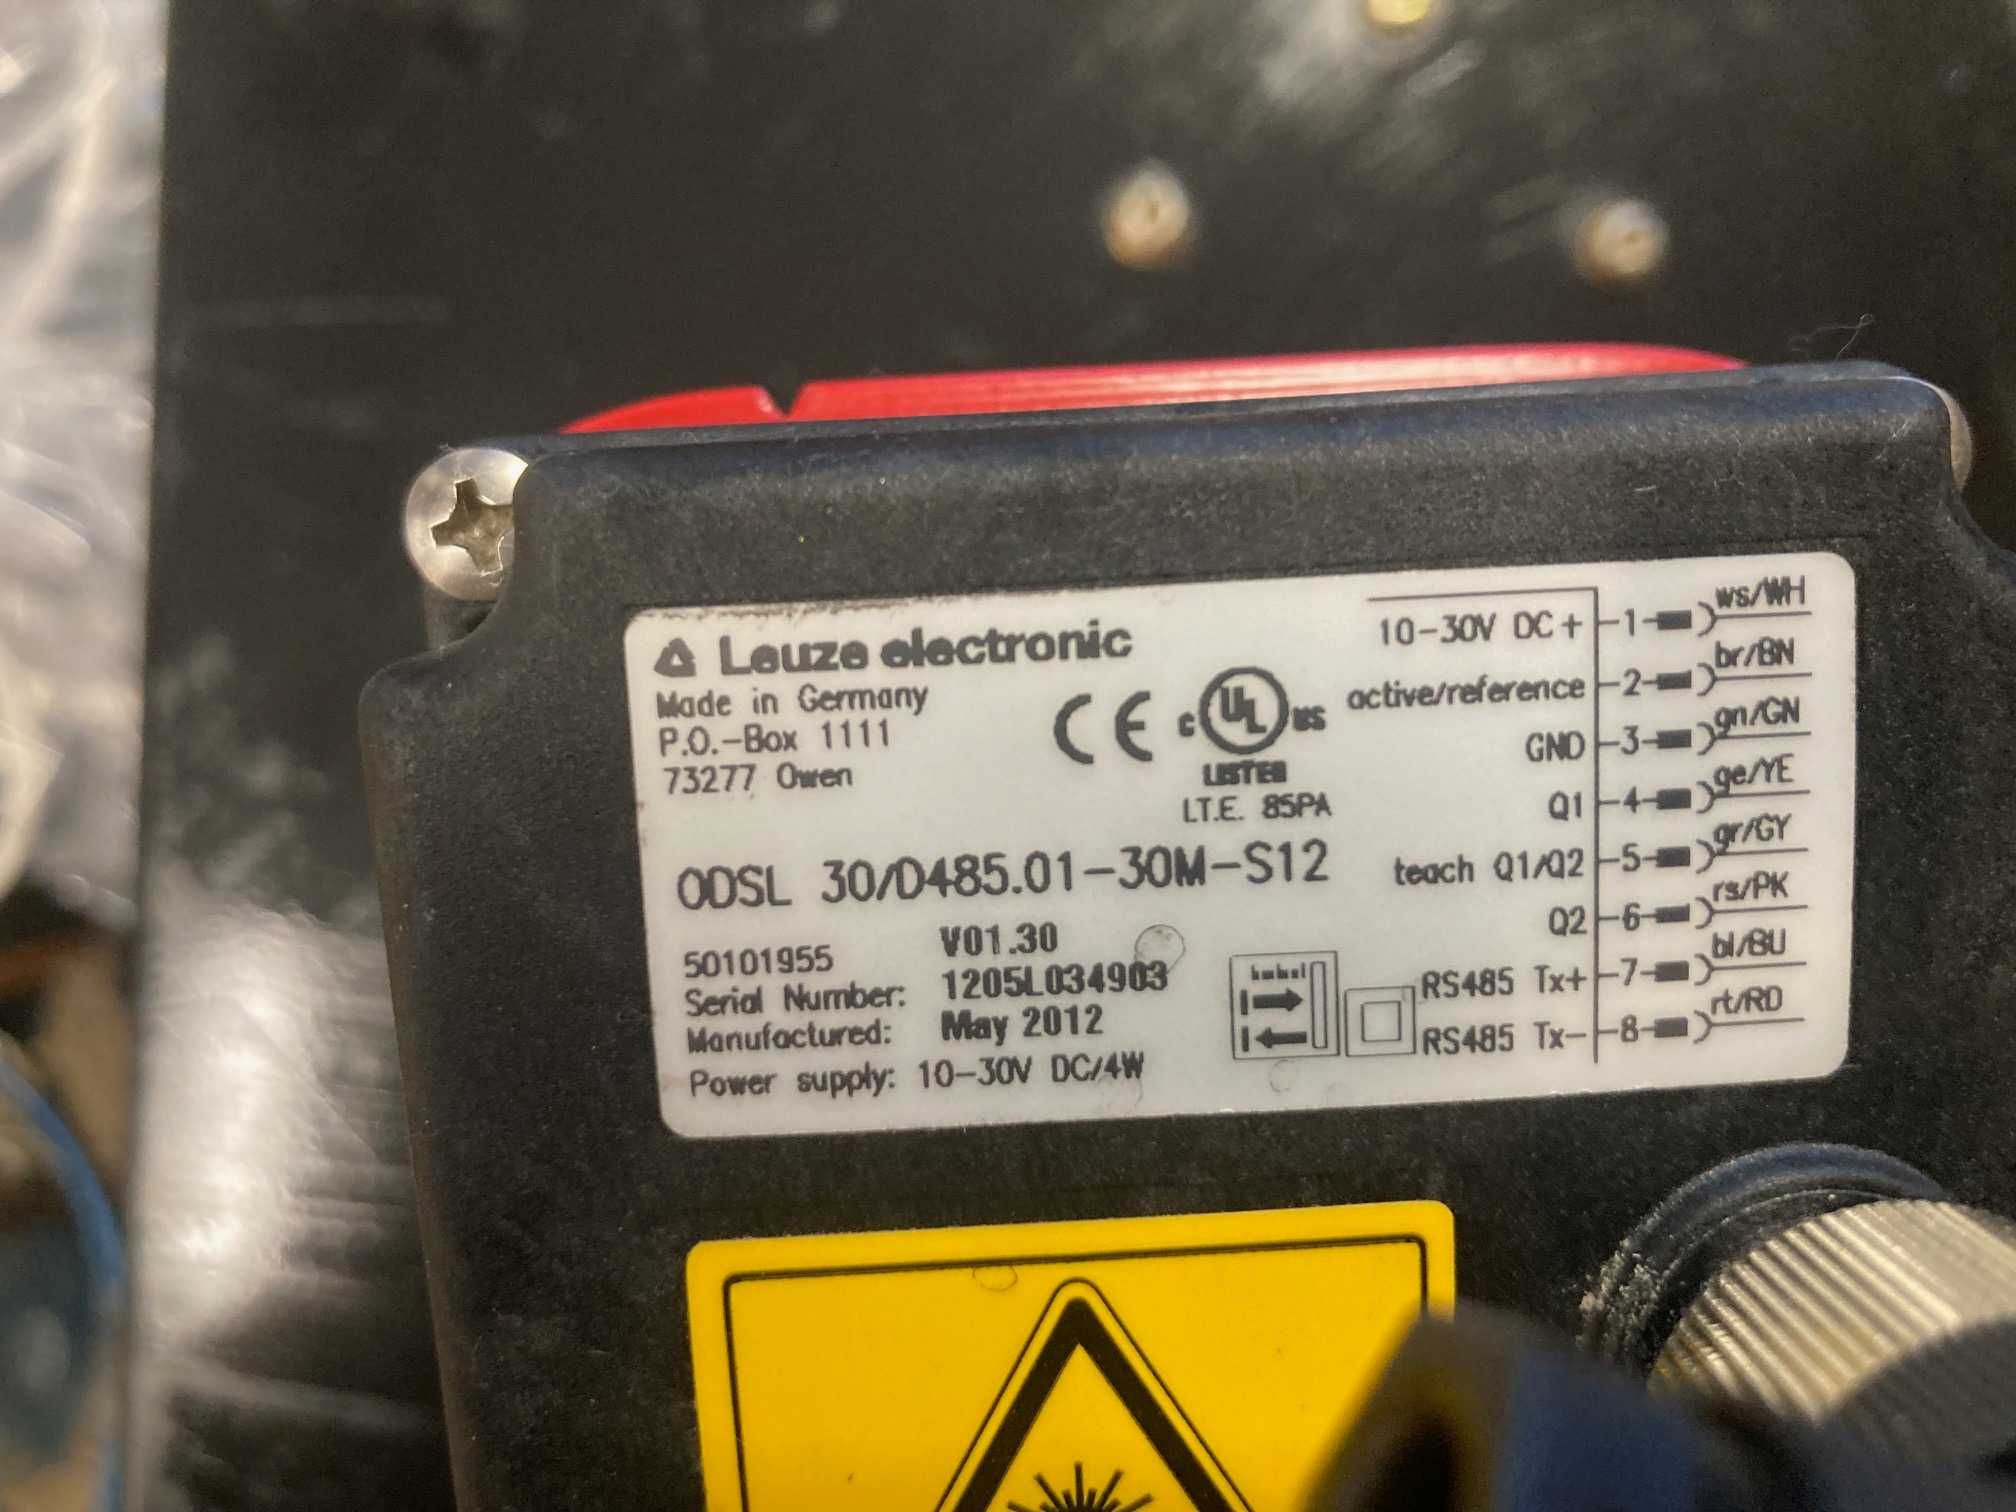 Leuze electronic
Made in Germany
P.O.-Box 1111
73277 Owen
CE
c UL us
LISTED
I.T.E. 85PA
ODSL 30/D485.01-30M-S12
50101955 V01.30
Serial Number: 1205L034903
Manufactured: May 2012
Power supply: 10-30V DC/4W
10-30V DC + 1 ws/WH
active/reference 2 br/BN
GND 3 gn/GN
Q1 4 ge/YE
teach Q1/Q2 5 gr/GY
Q2 6 rs/PK
RS485 Tx+ 7 bl/BU
RS485 Tx- 8 rt/RD